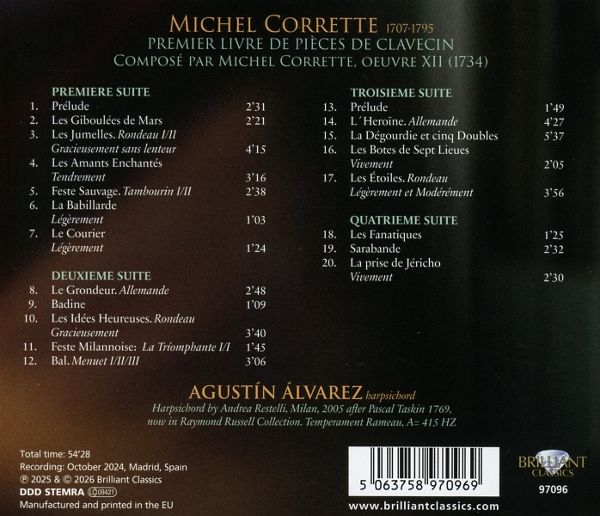 MICHEL CORRETTE 1707-1795
PREMIER LIVRE DE PIÈCES DE CLAVECIN
COMPOSÉ PAR MICHEL CORRETTE, OEUVRE XII (1734)
PREMIERE SUITE
1. Prélude 2'31
2. Les Giboulées de Mars 2'21
3. Les Jumelles. Rondeau I/II
Gracieusement sans lenteur 4'15
4. Les Amants Enchantés
Tendrement 3'16
5. Feste Sauvage. Tambourin I/II 2'38
6. La Babillarde
Légèrement 1'03
7. Le Courier
Légèrement 1'24
DEUXIEME SUITE
8. Le Grondeur. Allemande 2'48
9. Badine 1'09
10. Les Idées Heureuses. Rondeau
Gracieusement 3'40
11. Feste Milannoise: La Tríomphante I/I 1'45
12. Bal. Menuet I/II/III 3'06
TROISIEME SUITE
13. Prélude 1'49
14. L´Heroïne. Allemande 4'27
15. La Dégourdie et cinq Doubles 5'37
16. Les Botes de Sept Lieues
Vivement 2'05
17. Les Étoiles. Rondeau
Légèrement et Modérément 3'56
QUATRIEME SUITE
18. Les Fanatiques 1'25
19. Sarabande 2'32
20. La prise de Jéricho
Vivement 2'30
AGUSTÍN ÁLVAREZ harpsichord
Harpsichord by Andrea Restelli, Milan, 2005 after Pascal Taskin 1769,
now in Raymond Russell Collection. Temperament Rameau, A= 415 HZ
Total time: 54'28
Recording: October 2024, Madrid, Spain
℗ 2025 & © 2026 Brilliant Classics
DDD STEMRA LC09421
Manufactured and printed in the EU
5 063758 970969
www.brilliantclassics.com
BRILLIANT
CLASSICS
97096